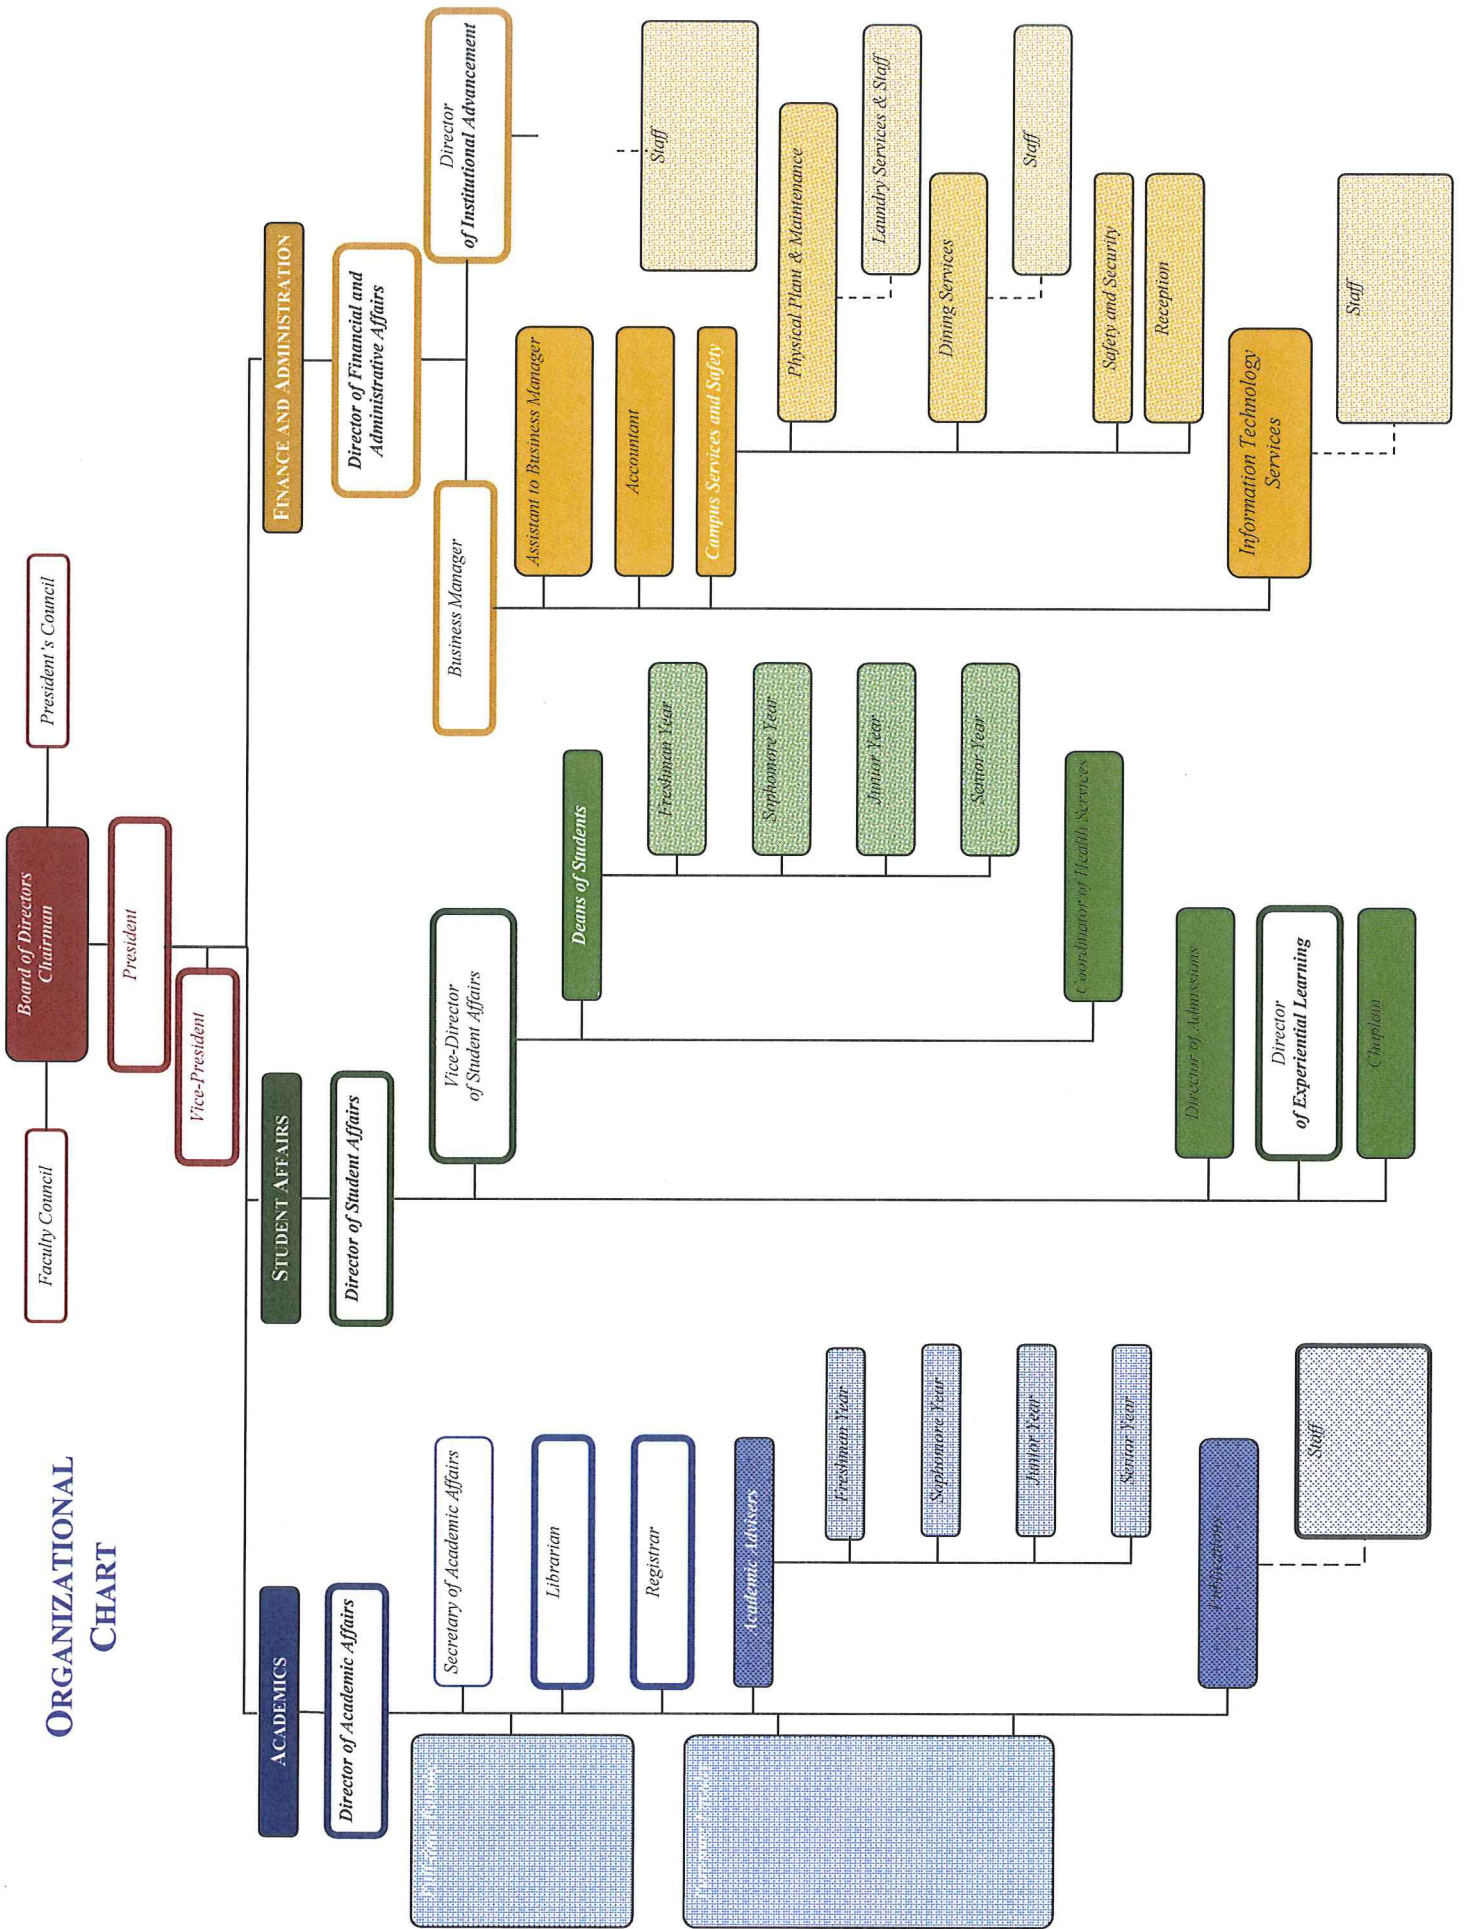 ORGANIZATIONAL
CHART
Faculty Council
Board of Directors
Chairman
President's Council
President
Vice-President
ACADEMICS
Director of Academic Affairs
Secretary of Academic Affairs
Librarian
Registrar
Academic Advisers
Freshman Year
Sophomore Year
Junior Year
Senior Year
Publications
Staff
STUDENT AFFAIRS
Director of Student Affairs
Vice-Director
of Student Affairs
Deans of Students
Freshman Year
Sophomore Year
Junior Year
Senior Year
Coordinator of Health Services
Director of Admissions
Director
of Experiential Learning
Chaplain
FINANCE AND ADMINISTRATION
Director of Financial and
Administrative Affairs
Business Manager
Assistant to Business Manager
Accountant
Campus Services and Safety
Physical Plant & Maintenance
Laundry Services & Staff
Dining Services
Staff
Safety and Security
Reception
Information Technology
Services
Staff
Director
of Institutional Advancement
Staff